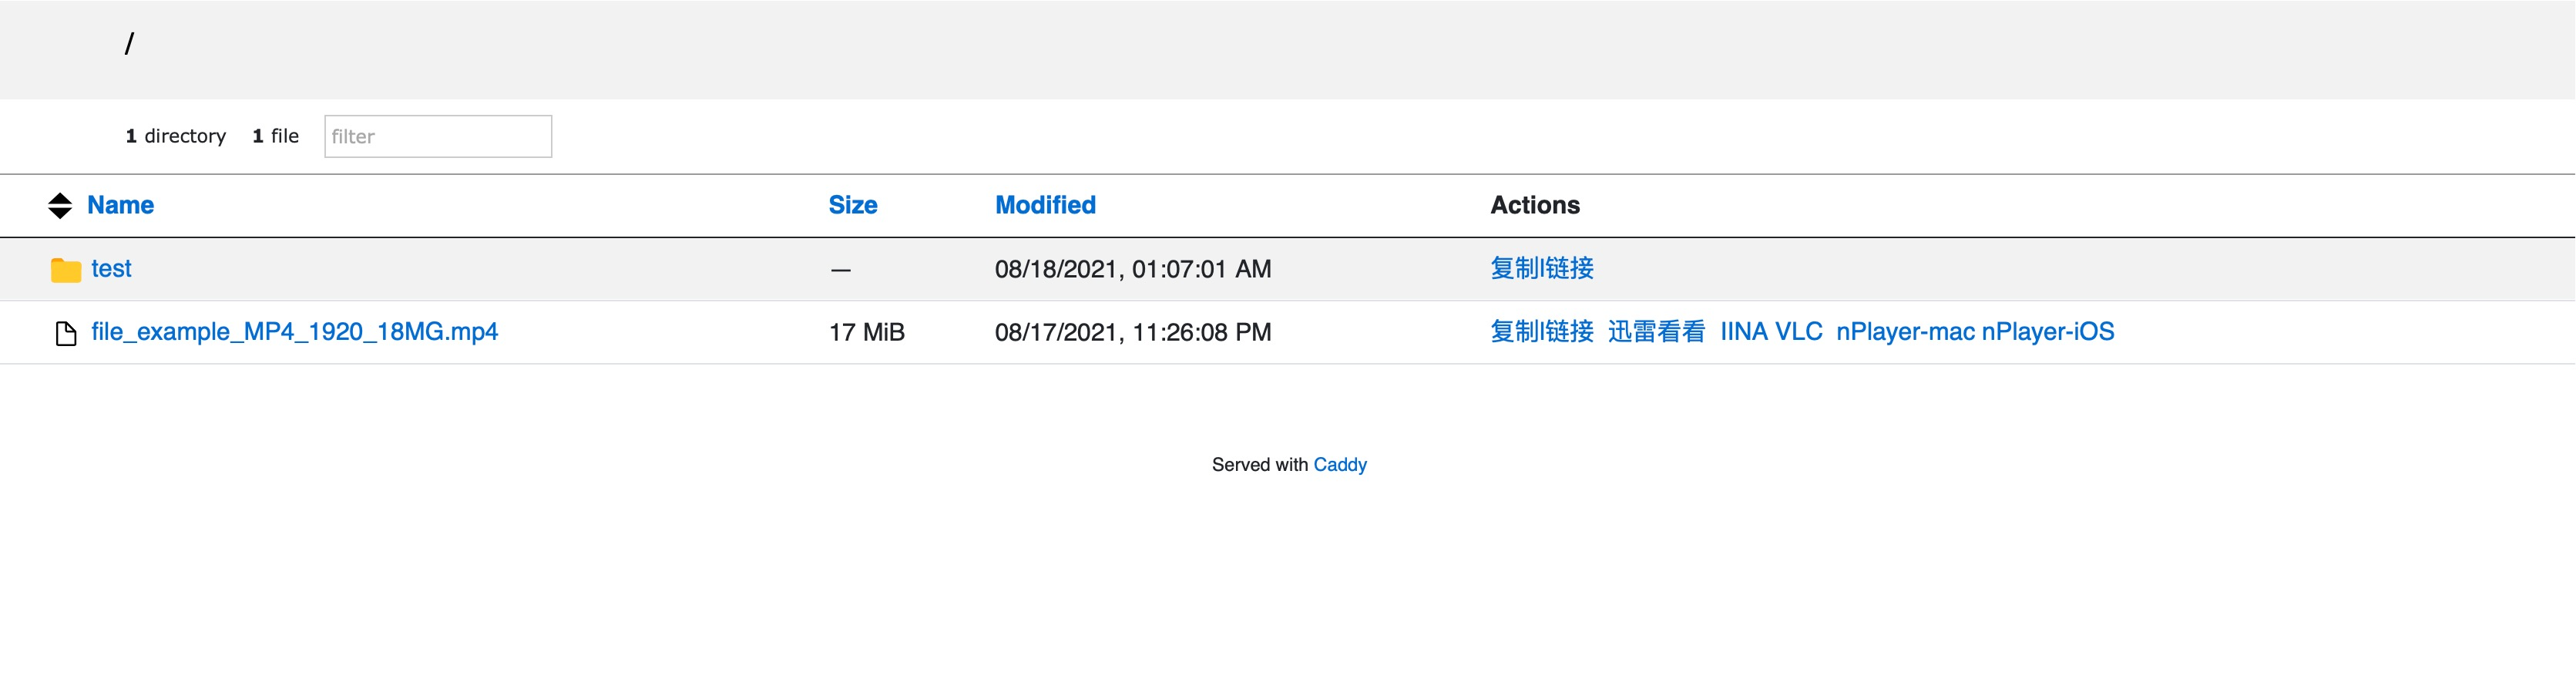 /
1 directory 1 file filter
Name Size Modified Actions
test — 08/18/2021, 01:07:01 AM 复制l链接
file_example_MP4_1920_18MG.mp4 17 MiB 08/17/2021, 11:26:08 PM 复制l链接 迅雷看看 IINA VLC nPlayer-mac nPlayer-iOS
Served with Caddy